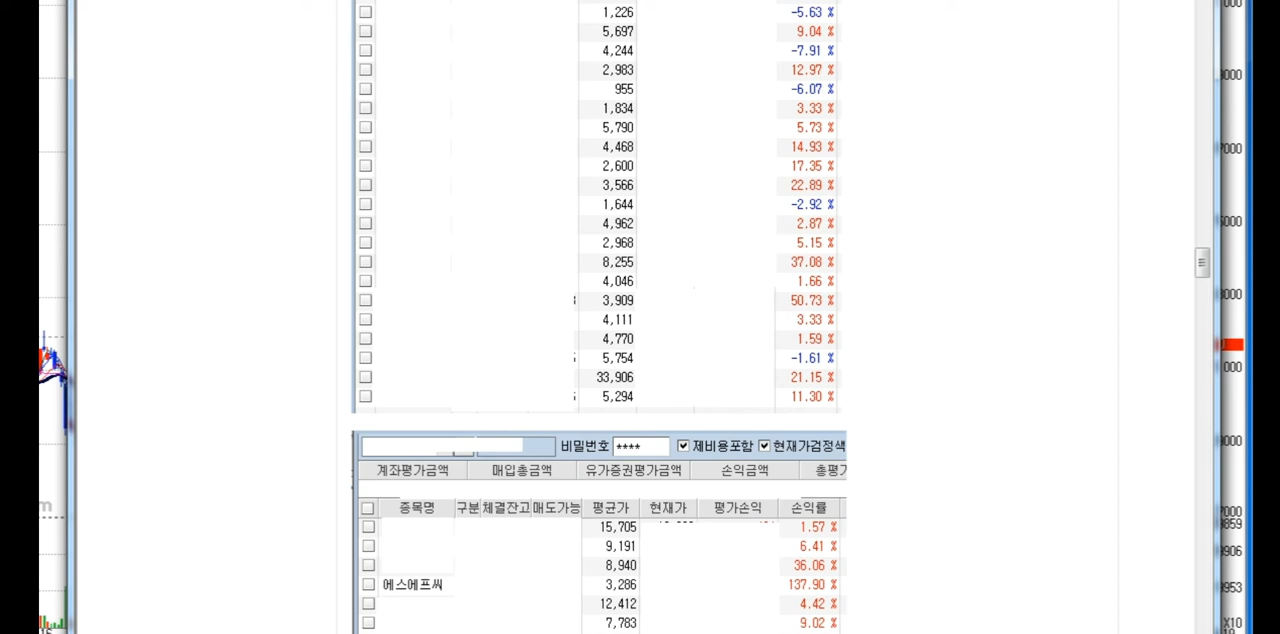 1,226 -5.63 %
5,697 9.04 %
4,244 -7.91 %
2,983 12.97 %
955 -6.07 %
1,834 3.33 %
5,790 5.73 %
4,468 14.93 %
2,600 17.35 %
3,566 22.89 %
1,644 -2.92 %
4,962 2.87 %
2,968 5.15 %
8,255 37.08 %
4,046 1.66 %
3,909 50.73 %
4,111 3.33 %
4,770 1.59 %
5,754 -1.61 %
33,906 21.15 %
5,294 11.30 %
비밀번호 **** 제비용포함 현재가검정색
계좌평가금액 매입총금액 유가증권평가금액 손익금액 총평가
종목명 구분 체결잔고 매도가능 평균가 현재가 평가손익 손익률
15,705 1.57 %
9,191 6.41 %
8,940 36.06 %
에스에프씨 3,286 137.90 %
12,412 4.42 %
7,783 9.02 %